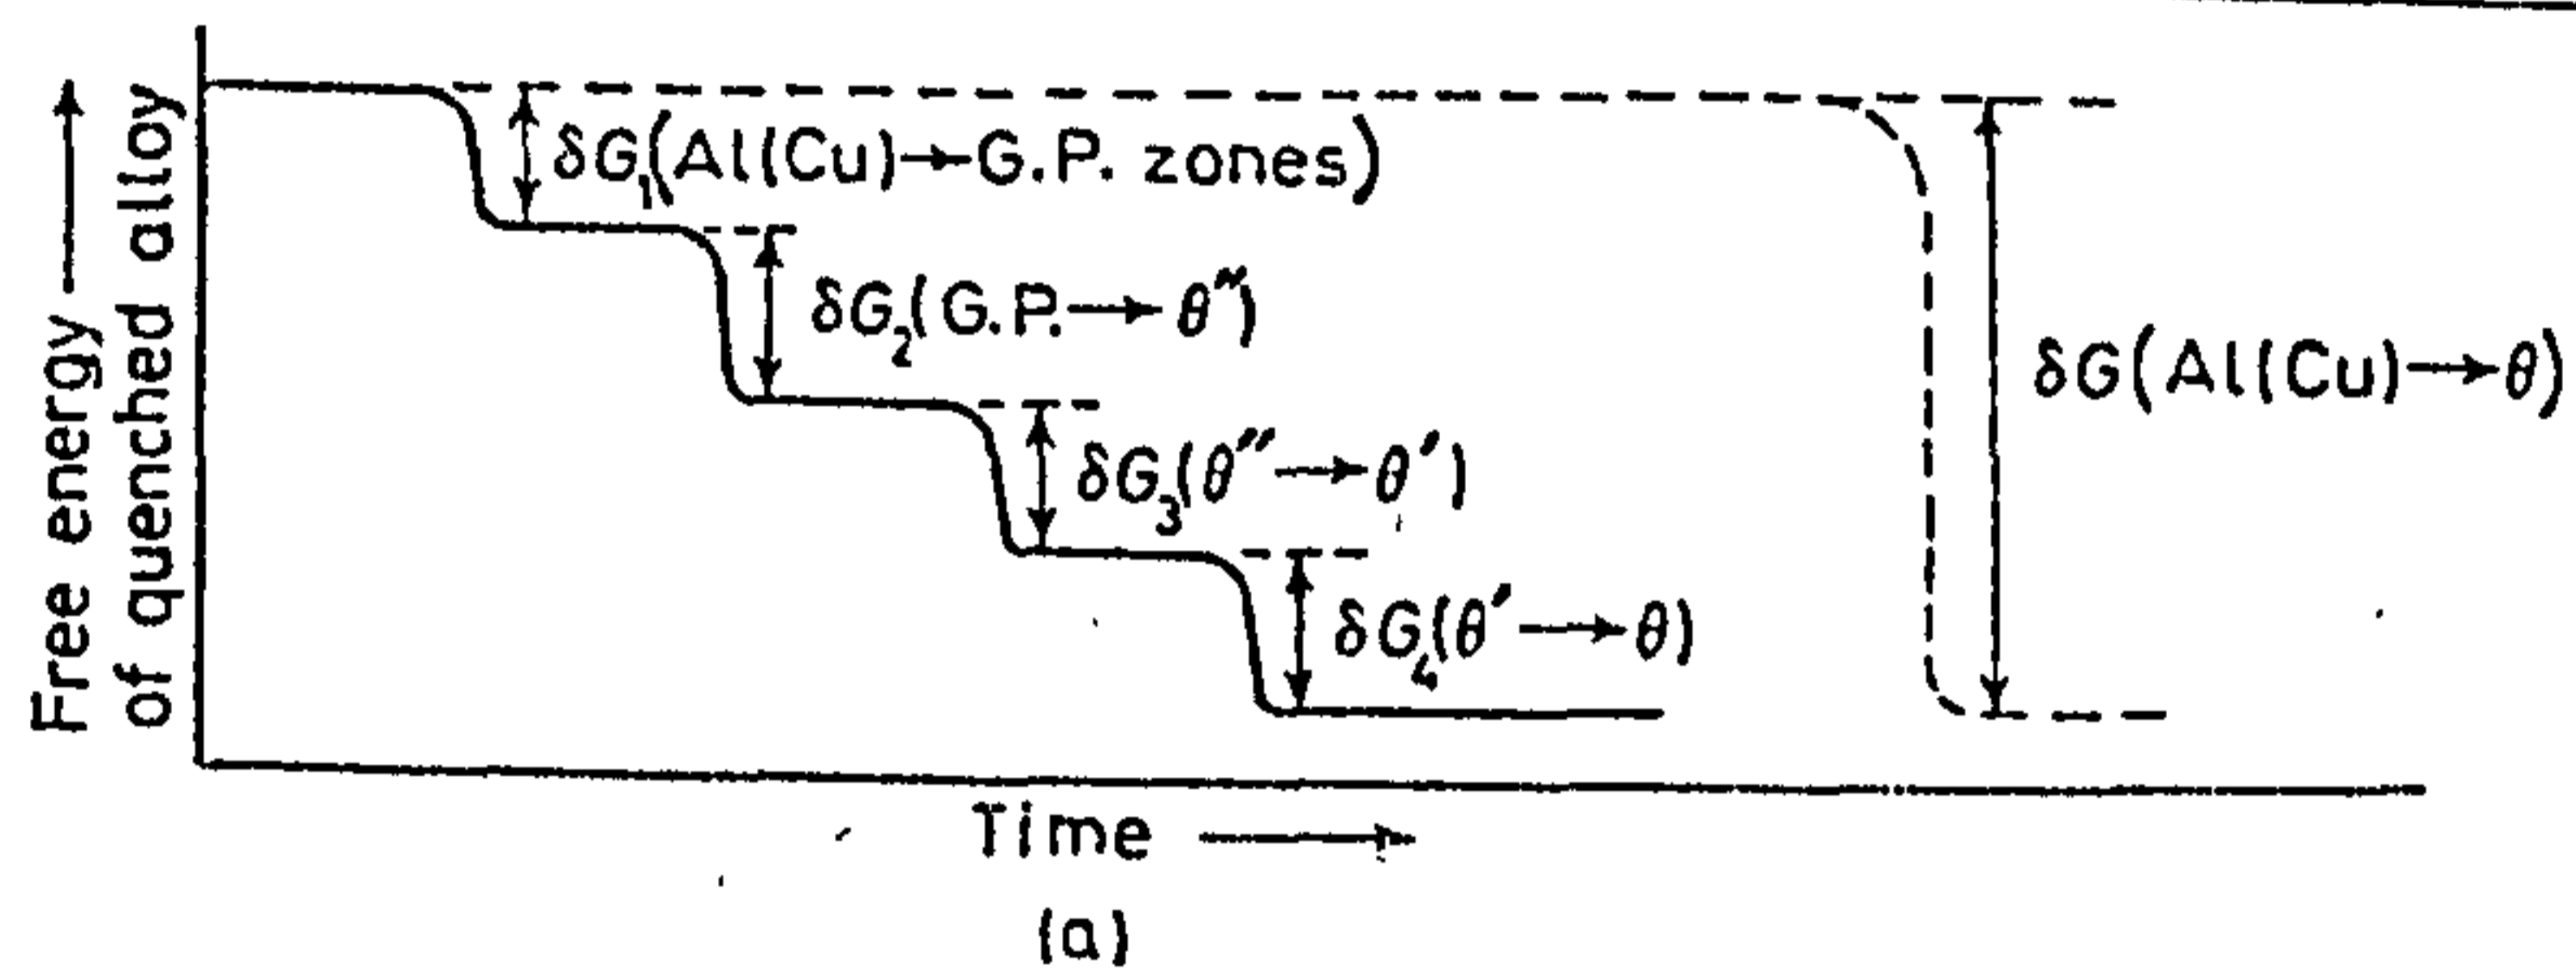 Free energy →
of quenched alloy
δG₁(Al(Cu)→G.P. zones)
δG₂(G.P.→θ″)
δG₃(θ″→θ′)
δG₄(θ′→θ)
δG(Al(Cu)→θ)
Time →
(a)